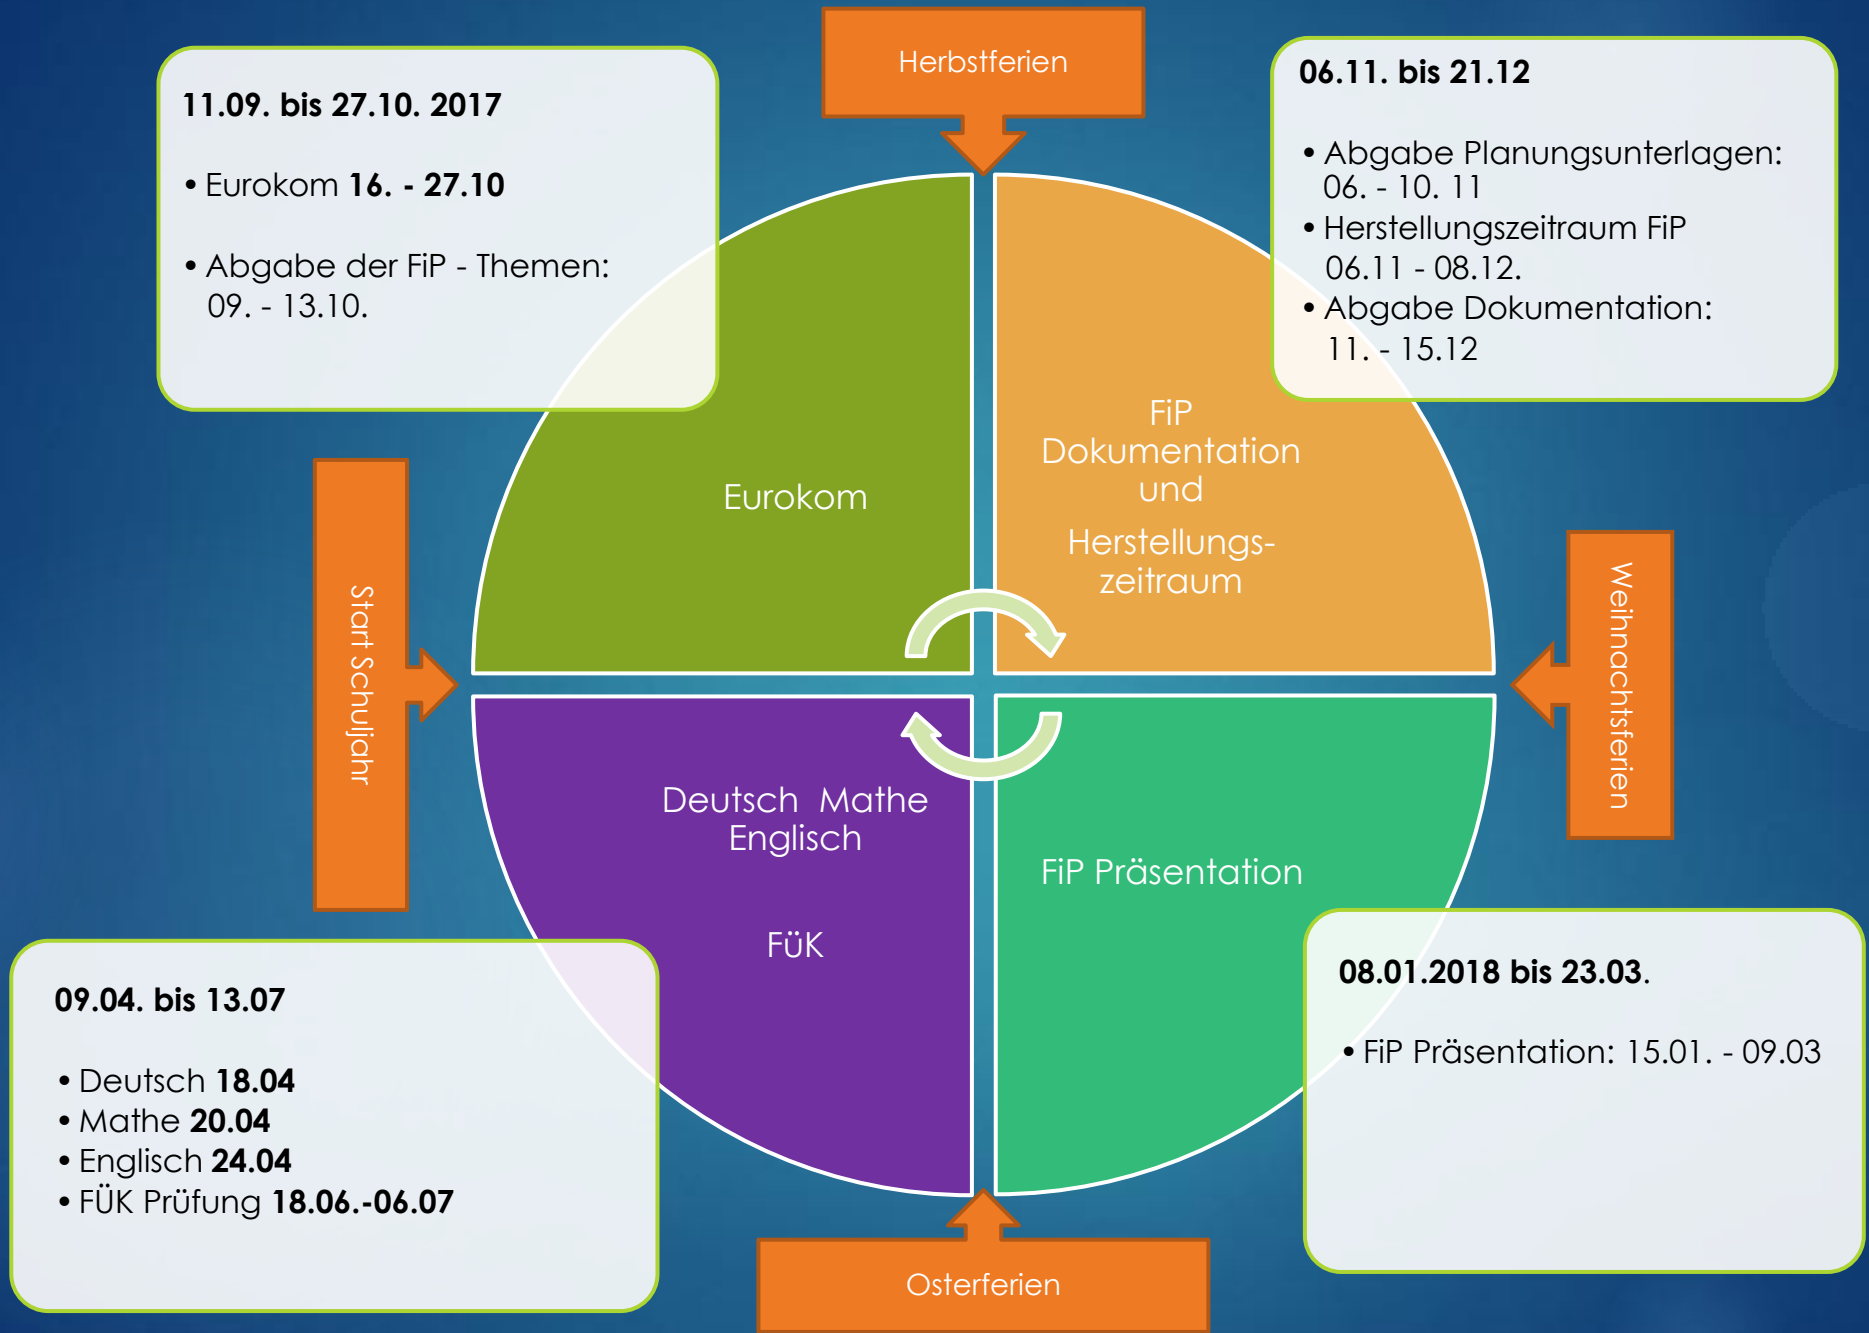 Herbstferien
11.09. bis 27.10. 2017
• Eurokom 16. - 27.10
• Abgabe der FiP - Themen:
09. - 13.10.
06.11. bis 21.12
• Abgabe Planungsunterlagen:
06. - 10. 11
• Herstellungszeitraum FiP
06.11 - 08.12.
• Abgabe Dokumentation:
11. - 15.12
Eurokom
FiP
Dokumentation
und
Herstellungs-
zeitraum
Start Schuljahr
Weihnachtsferien
Deutsch Mathe
Englisch
FüK
FiP Präsentation
09.04. bis 13.07
• Deutsch 18.04
• Mathe 20.04
• Englisch 24.04
• FÜK Prüfung 18.06.-06.07
08.01.2018 bis 23.03.
• FiP Präsentation: 15.01. - 09.03
Osterferien